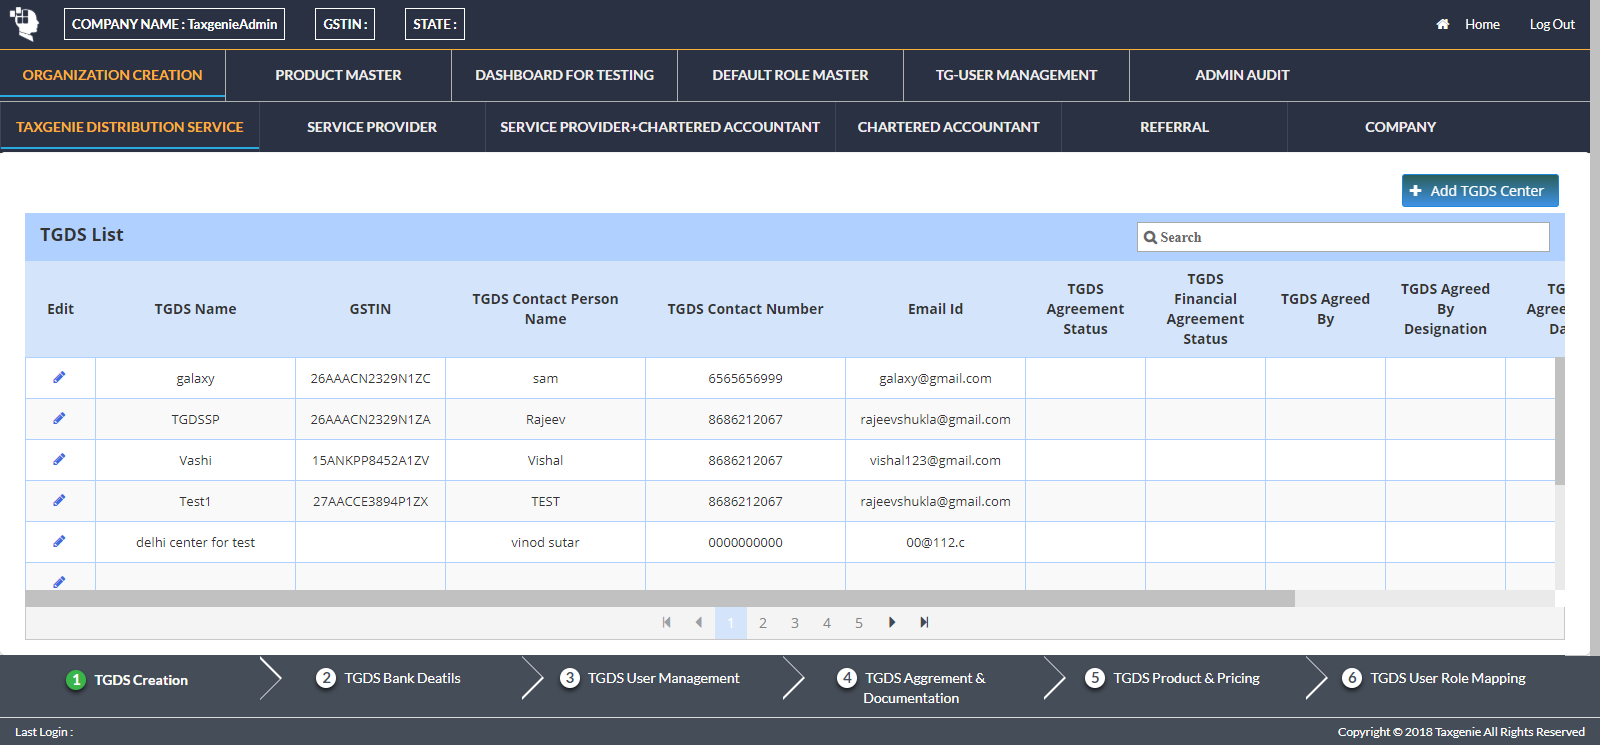 COMPANY NAME : TaxgenieAdmin GSTIN : STATE : Home Log Out
ORGANIZATION CREATION PRODUCT MASTER DASHBOARD FOR TESTING DEFAULT ROLE MASTER TG-USER MANAGEMENT ADMIN AUDIT
TAXGENIE DISTRIBUTION SERVICE SERVICE PROVIDER SERVICE PROVIDER+CHARTERED ACCOUNTANT CHARTERED ACCOUNTANT REFERRAL COMPANY
+ Add TGDS Center
TGDS List Search
Edit
TGDS Name
GSTIN
TGDS Contact Person
Name
TGDS Contact Number
Email Id
TGDS
Agreement
Status
TGDS
Financial
Agreement
Status
TGDS Agreed
By
TGDS Agreed
By
Designation
TG
Agree
Da
galaxy 26AAACN2329N1ZC sam 6565656999 galaxy@gmail.com
TGDSSP 26AAACN2329N1ZA Rajeev 8686212067 rajeevshukla@gmail.com
Vashi 15ANKPP8452A1ZV Vishal 8686212067 vishal123@gmail.com
Test1 27AACCE3894P1ZX TEST 8686212067 rajeevshukla@gmail.com
delhi center for test vinod sutar 0000000000 00@112.c
1 2 3 4 5
1 TGDS Creation
2 TGDS Bank Deatils
3 TGDS User Management
4 TGDS Aggrement &
Documentation
5 TGDS Product & Pricing
6 TGDS User Role Mapping
Last Login : Copyright © 2018 Taxgenie All Rights Reserved